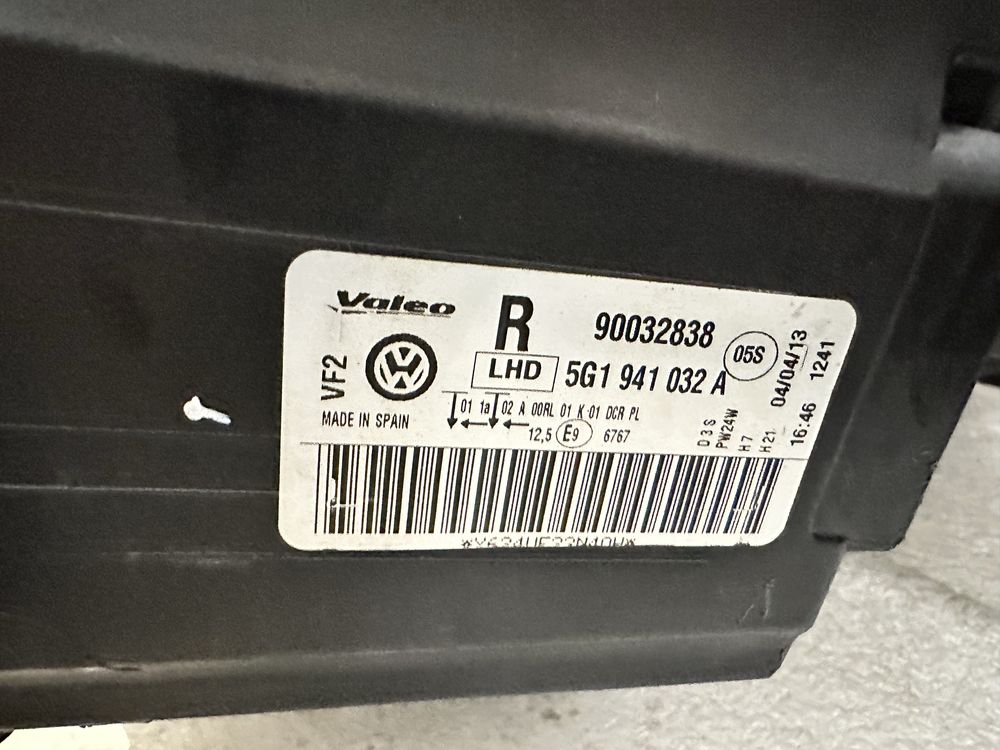 Valeo
R
90032838
VF2
LHD
5G1 941 032 A
05S
04/04/13
16:46 1241
MADE IN SPAIN
01 1a 02 A 00RL 01 K 01 DCR PL
12,5 E9 6767
D3S
PW24W
H7
H21